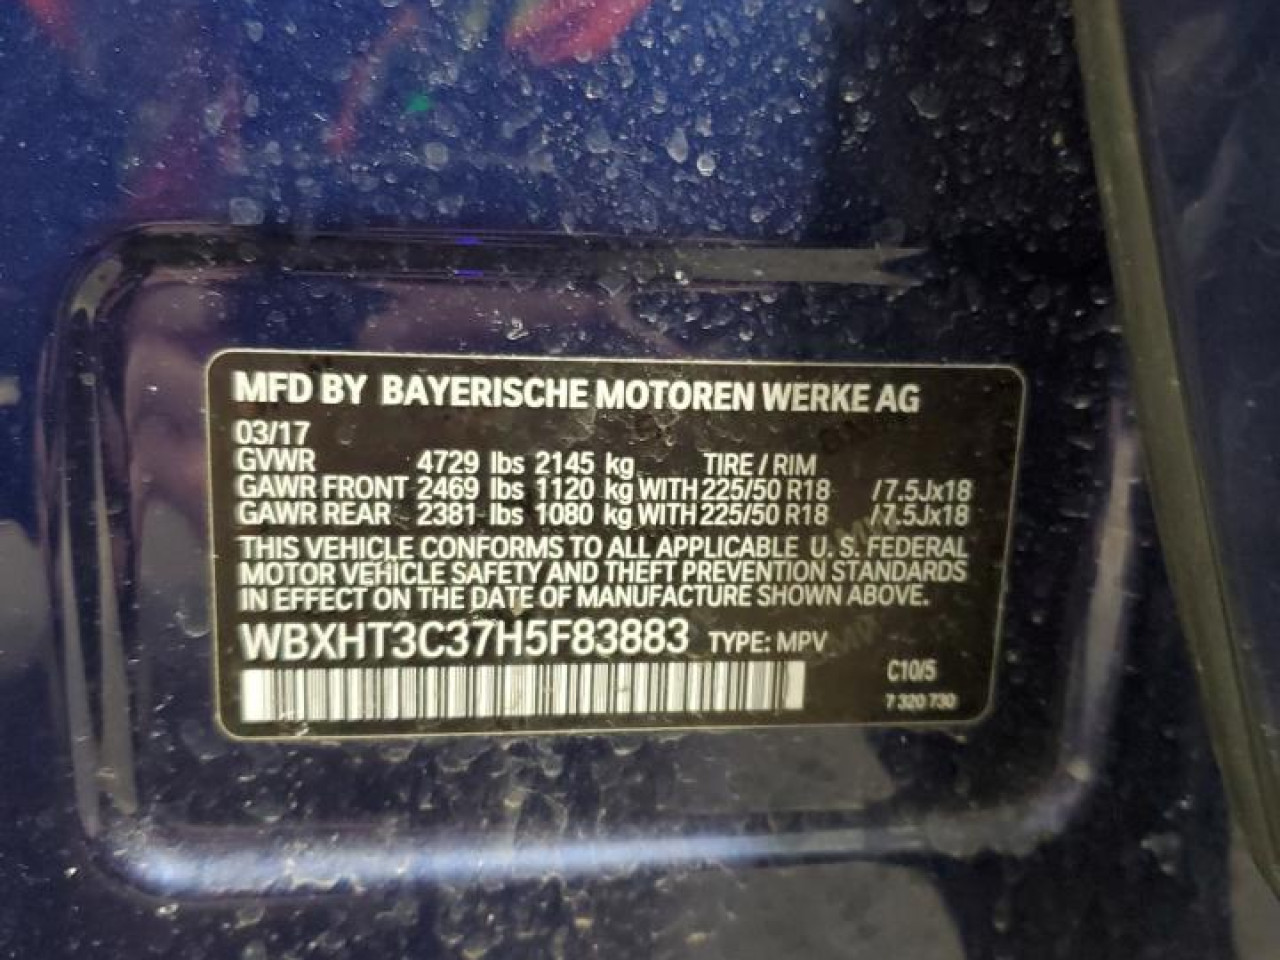 MFD BY BAYERISCHE MOTOREN WERKE AG
03/17
GVWR 4729 lbs 2145 kg TIRE / RIM
GAWR FRONT 2469 lbs 1120 kg WITH 225/50 R18 / 7.5Jx18
GAWR REAR 2381 lbs 1080 kg WITH 225/50 R18 / 7.5Jx18
THIS VEHICLE CONFORMS TO ALL APPLICABLE U. S. FEDERAL
MOTOR VEHICLE SAFETY AND THEFT PREVENTION STANDARDS
IN EFFECT ON THE DATE OF MANUFACTURE SHOWN ABOVE.
WBXHT3C37H5F83883 TYPE: MPV
C10/5
7 320 730